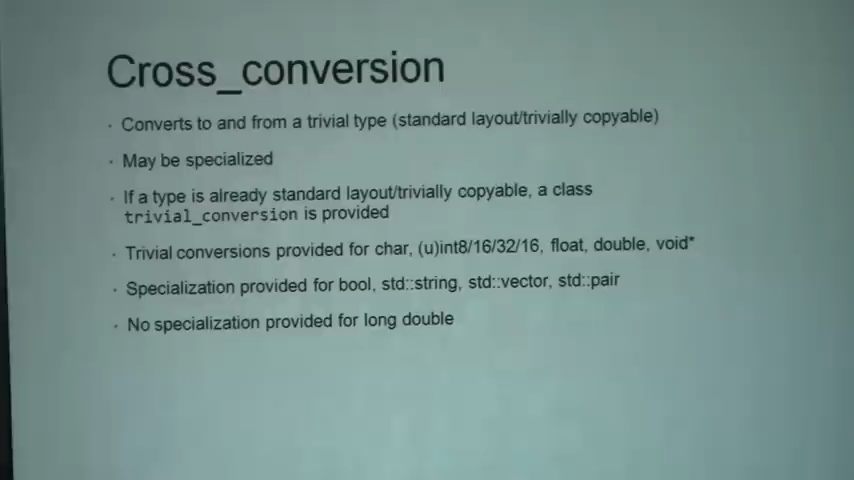 Cross_conversion
· Converts to and from a trivial type (standard layout/trivially copyable)
· May be specialized
· If a type is already standard layout/trivially copyable, a class
trivial_conversion is provided
· Trivial conversions provided for char, (u)int8/16/32/16, float, double, void*
· Specialization provided for bool, std::string, std::vector, std::pair
· No specialization provided for long double